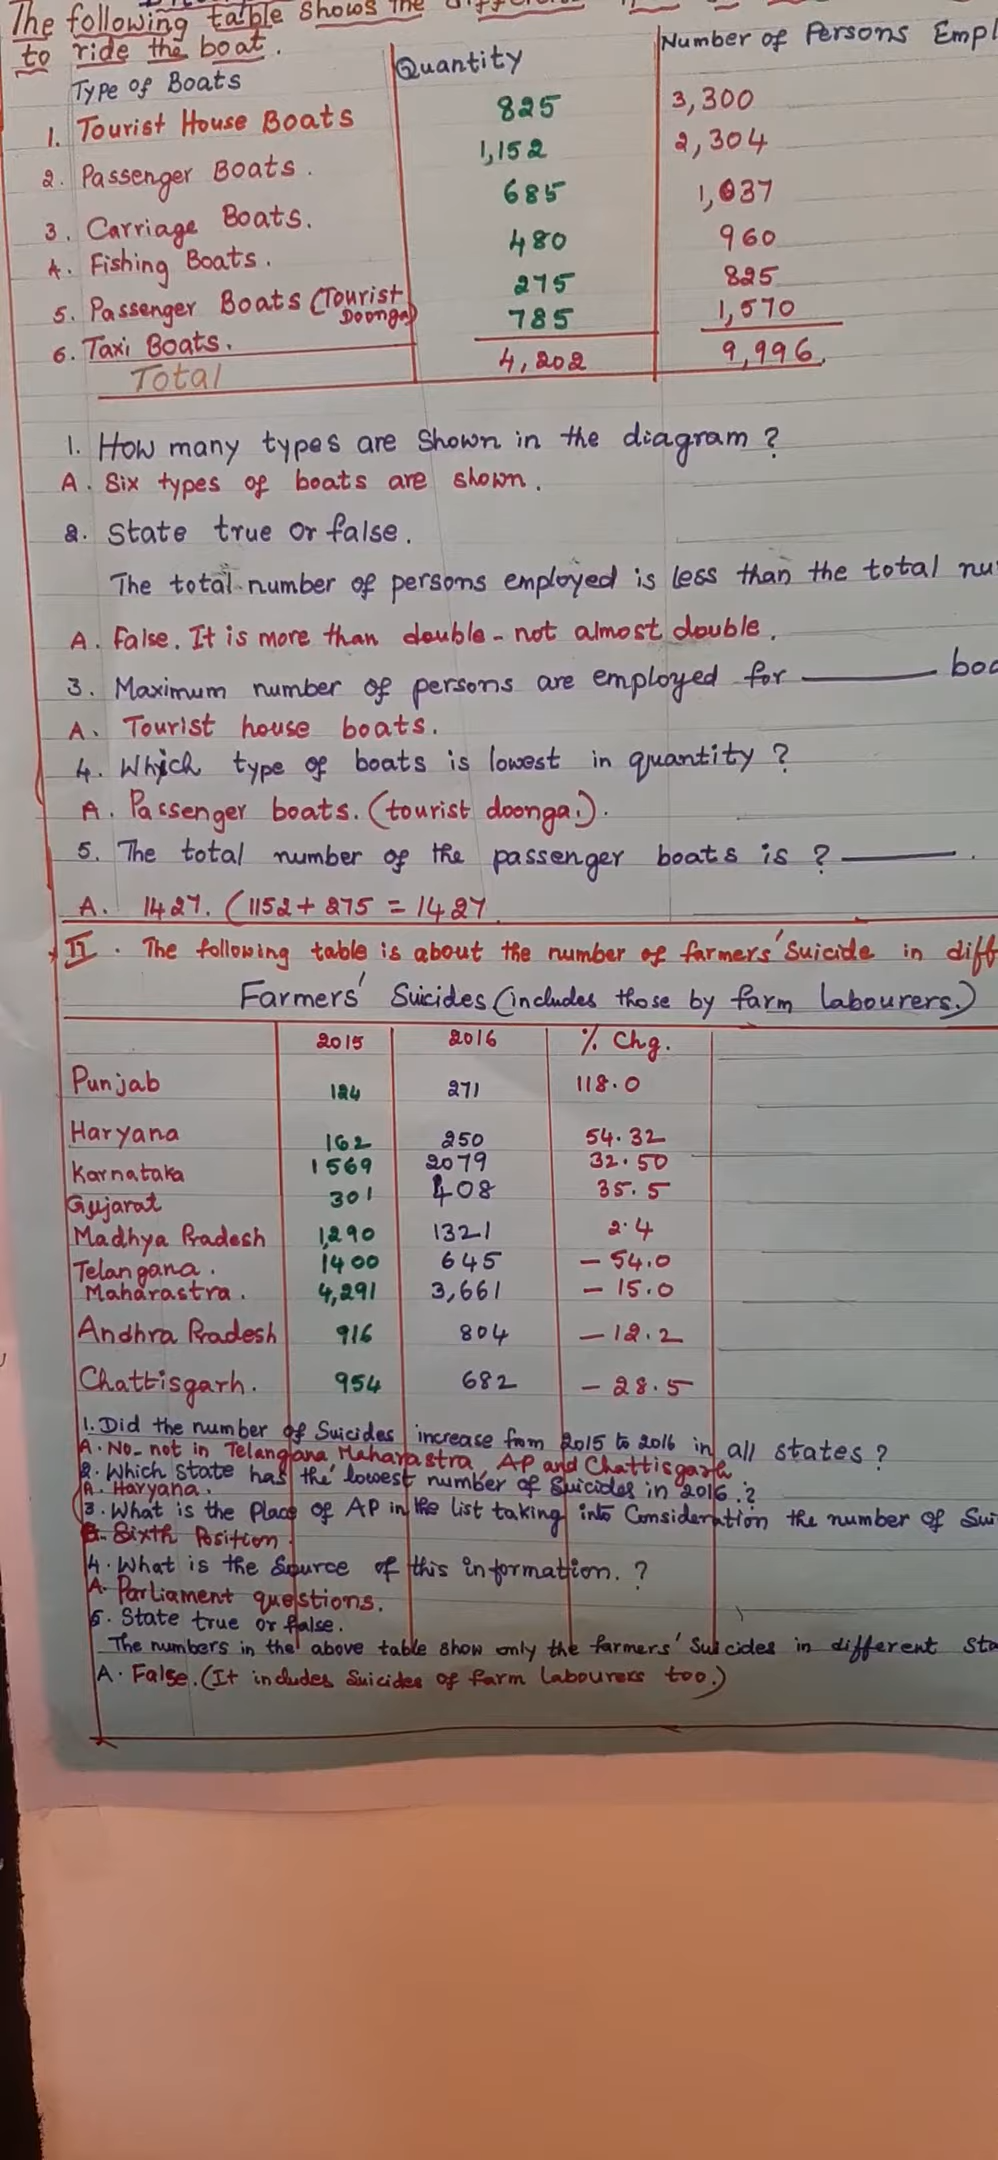 The following table shows the
to ride the boat.
Type of Boats Quantity Number of Persons Empl
1. Tourist House Boats 825 3,300
2. Passenger Boats. 1,152 2,304
3. Carriage Boats. 685 1,037
4. Fishing Boats. 480 960
5. Passenger Boats (Tourist Doonga) 275 825
6. Taxi Boats. 785 1,570
Total 4,202 9,996.
1. How many types are shown in the diagram?
A. Six types of boats are shown.
2. State true or false.
The total number of persons employed is less than the total nu
A. False. It is more than double - not almost double.
3. Maximum number of persons are employed for ______ boa
A. Tourist house boats.
4. Which type of boats is lowest in quantity?
A. Passenger boats. (tourist doonga.).
5. The total number of the passenger boats is? ______.
A. 1427. (1152 + 275 = 1427
II. The following table is about the number of farmers' Suicide in diff
Farmers' Suicides (includes those by farm labourers.)
2015 2016 % Chg.
Punjab 124 271 118.0
Haryana 162 250 54.32
Karnataka 1569 2079 32.50
Gujarat 301 408 35.5
Madhya Pradesh 1,290 1321 2.4
Telangana. 1400 645 - 54.0
Maharastra. 4,291 3,661 - 15.0
Andhra Pradesh 916 804 - 12.2
Chattisgarh. 954 682 - 28.5
1. Did the number of Suicides increase from 2015 to 2016 in all states?
A. No - not in Telangana, Maharastra, AP and Chattisgarh
2. Which state has the lowest number of Suicides in 2016.?
A. Haryana.
3. What is the Place of AP in the list taking into Consideration the number of Sui
A. Sixth Position.
4. What is the Source of this information.?
A. Parliament questions.
5. State true or false.
The numbers in the above table show only the farmers' Suicides in different Sta
A. False. (It includes Suicides of farm labourers too.)